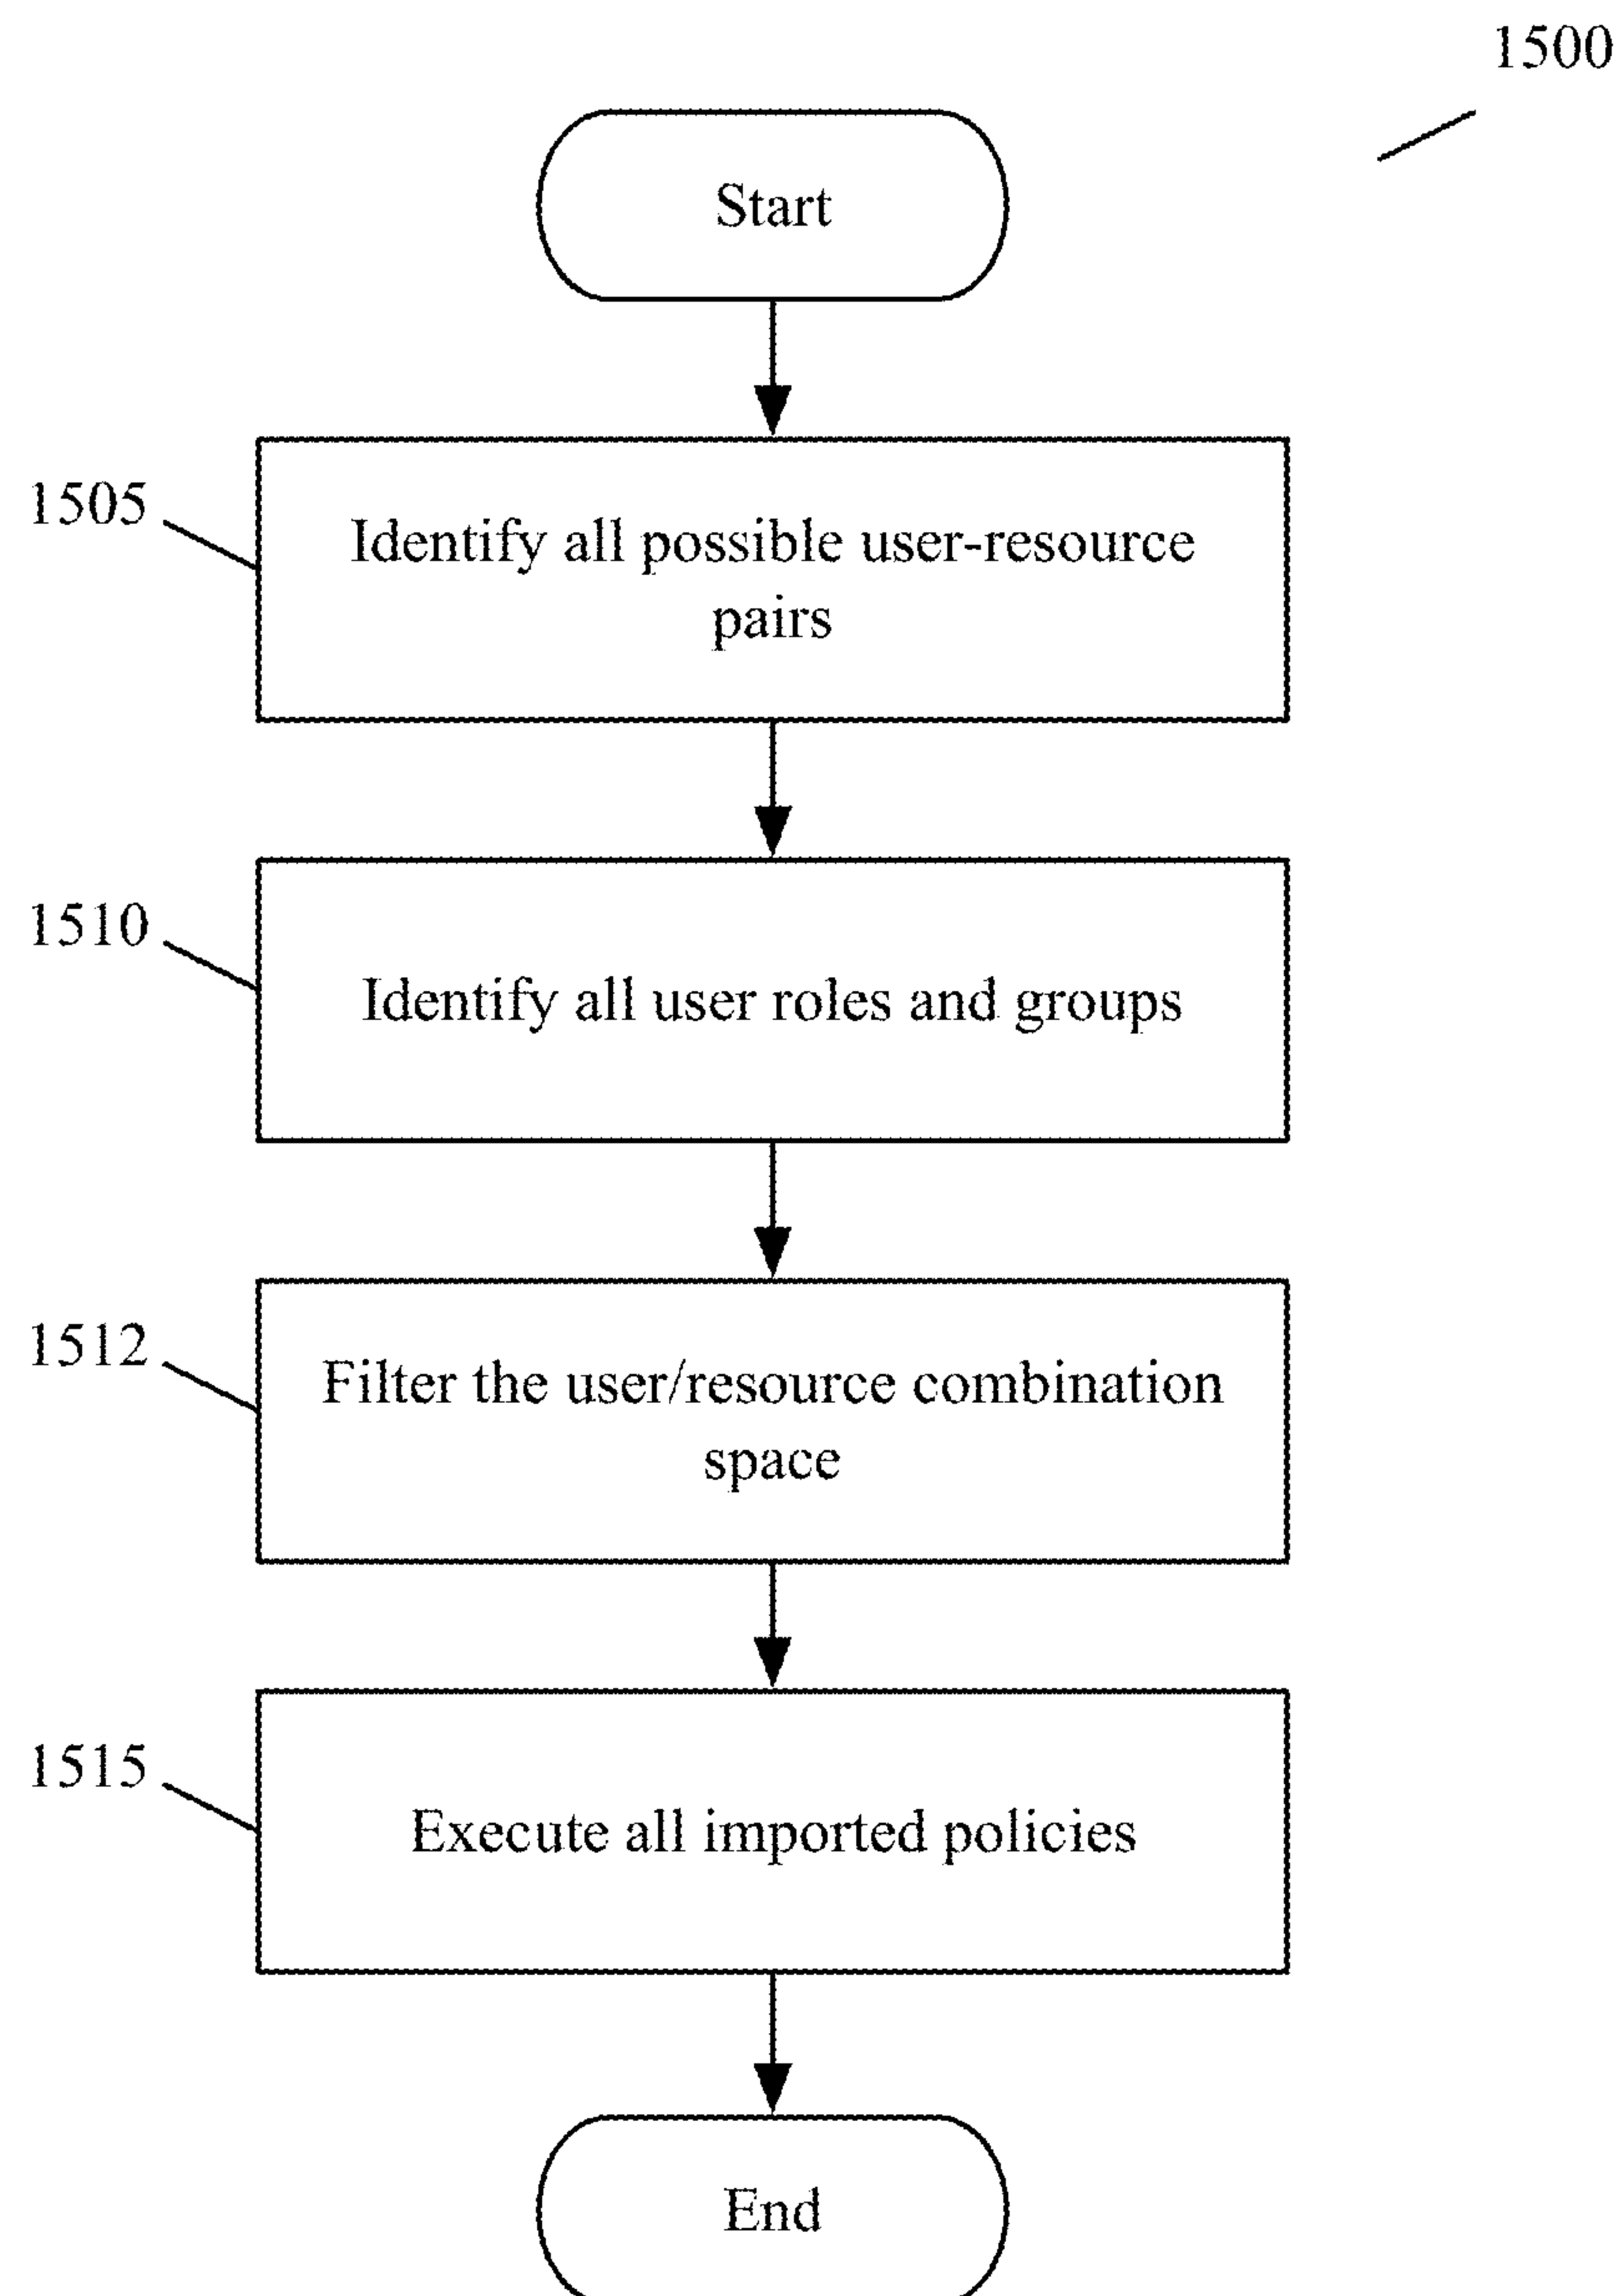 1500
Start
1505
Identify all possible user-resource
pairs
1510
Identify all user roles and groups
1512
Filter the user/resource combination
space
1515
Execute all imported policies
End